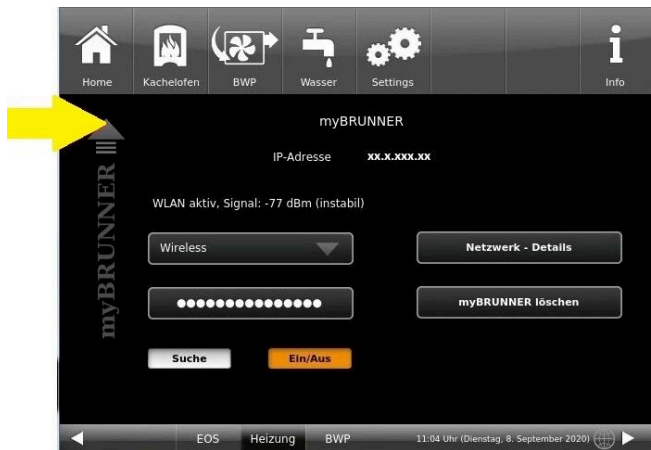 Home Kachelofen BWP Wasser Settings Info
myBRUNNER
IP-Adresse xx.x.xxx.xx
myBRUNNER
WLAN aktiv, Signal: -77 dBm (instabil)
Wireless Netzwerk - Details
myBRUNNER löschen
Suche Ein/Aus
EOS Heizung BWP 11:04 Uhr (Dienstag, 8. September 2020)